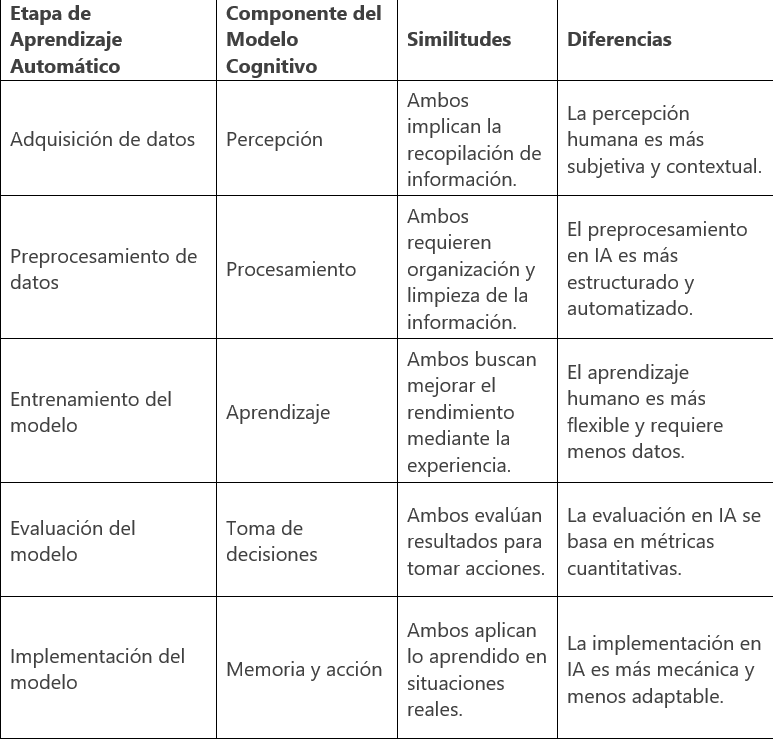 Etapa de
Aprendizaje
Automático
Componente del
Modelo
Cognitivo
Similitudes
Diferencias
Adquisición de datos
Percepción
Ambos
implican la
recopilación de
información.
La percepción
humana es más
subjetiva y contextual.
Preprocesamiento de
datos
Procesamiento
Ambos
requieren
organización y
limpieza de la
información.
El preprocesamiento
en IA es más
estructurado y
automatizado.
Entrenamiento del
modelo
Aprendizaje
Ambos buscan
mejorar el
rendimiento
mediante la
experiencia.
El aprendizaje
humano es más
flexible y requiere
menos datos.
Evaluación del
modelo
Toma de
decisiones
Ambos evalúan
resultados para
tomar acciones.
La evaluación en IA se
basa en métricas
cuantitativas.
Implementación del
modelo
Memoria y acción
Ambos aplican
lo aprendido en
situaciones
reales.
La implementación en
IA es más mecánica y
menos adaptable.